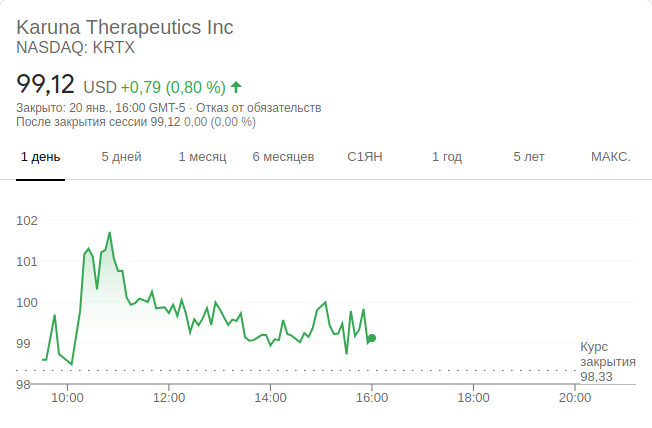 Karuna Therapeutics Inc
NASDAQ: KRTX
99,12 USD +0,79 (0,80 %)
Закрыто: 20 янв., 16:00 GMT-5 · Отказ от обязательств
После закрытия сессии 99,12 0,00 (0,00 %)
1 день 5 дней 1 месяц 6 месяцев С1ЯН 1 год 5 лет МАКС.
102
101
100
99
Курс
закрытия
98,33
98
10:00 12:00 14:00 16:00 18:00 20:00